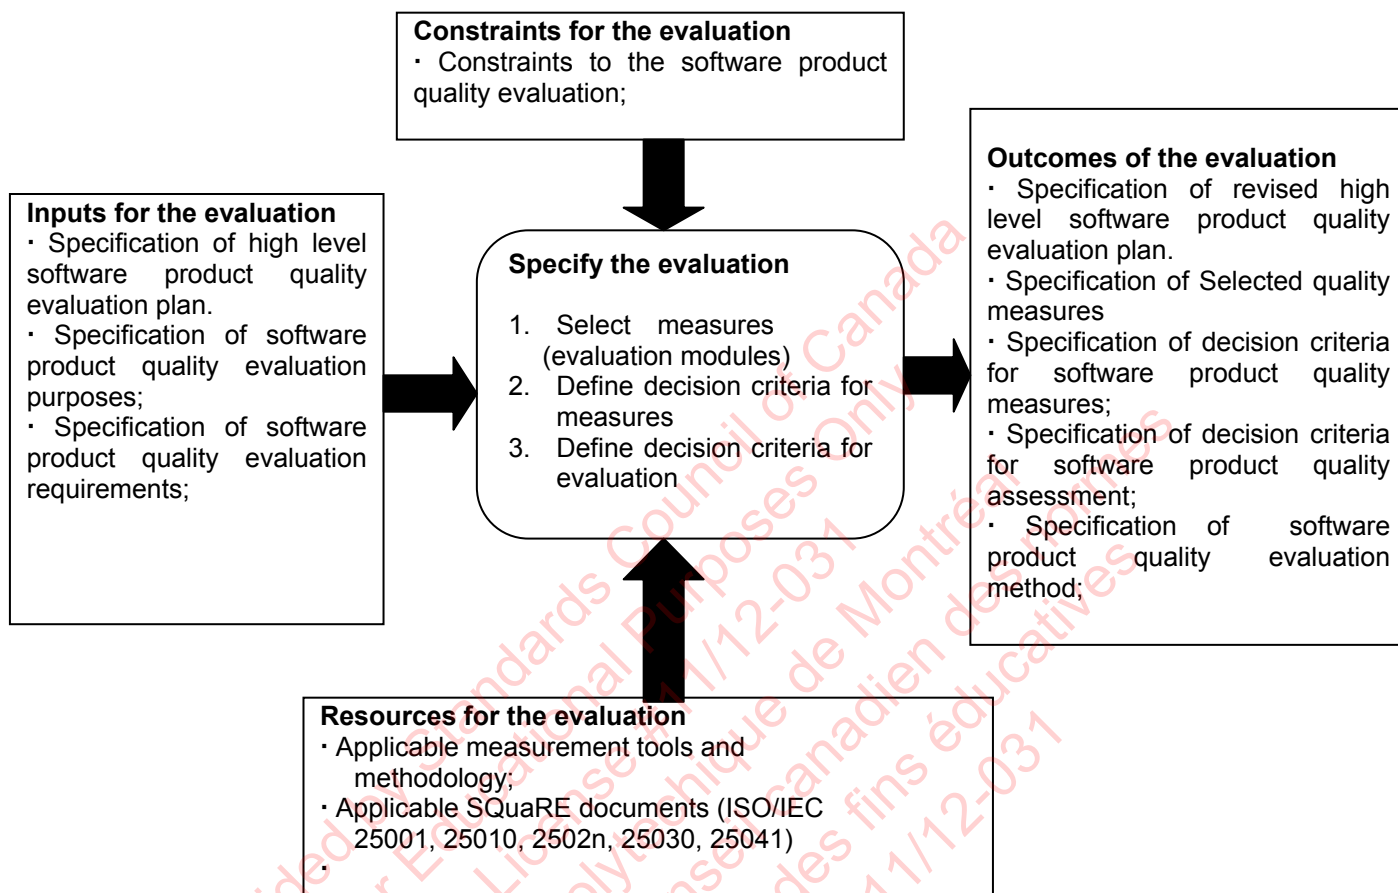 Constraints for the evaluation
· Constraints to the software product
quality evaluation;
Inputs for the evaluation
· Specification of high level
software product quality
evaluation plan.
· Specification of software
product quality evaluation
purposes;
· Specification of software
product quality evaluation
requirements;
Specify the evaluation
1. Select measures
(evaluation modules)
2. Define decision criteria for
measures
3. Define decision criteria for
evaluation
Outcomes of the evaluation
· Specification of revised high
level software product quality
evaluation plan.
· Specification of Selected quality
measures
· Specification of decision criteria
for software product quality
measures;
· Specification of decision criteria
for software product quality
assessment;
· Specification of software
product quality evaluation
method;
Resources for the evaluation
· Applicable measurement tools and
methodology;
· Applicable SQuaRE documents (ISO/IEC
25001, 25010, 2502n, 25030, 25041)
·
by Standards Council of Canada
Educational Purposes Only
License #11/12-031
Polytechnique de Montréal
canadien des normes
des fins éducatives
11/12-031